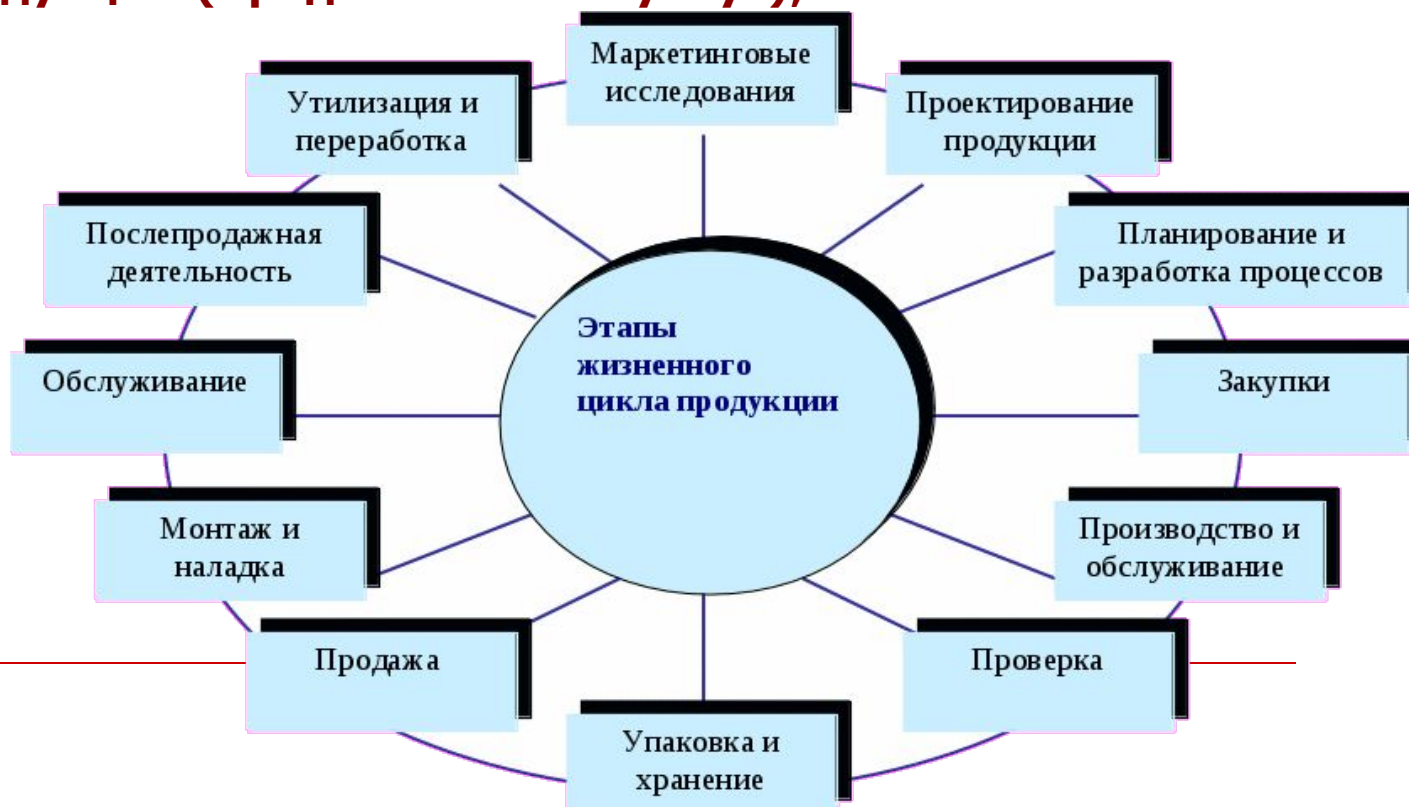 Маркетинговые
исследования
Проектирование
продукции
Планирование и
разработка процессов
Закупки
Производство и
обслуживание
Проверка
Упаковка и
хранение
Продажа
Монтаж и
наладка
Обслуживание
Послепродажная
деятельность
Утилизация и
переработка
Этапы
жизненного
цикла продукции